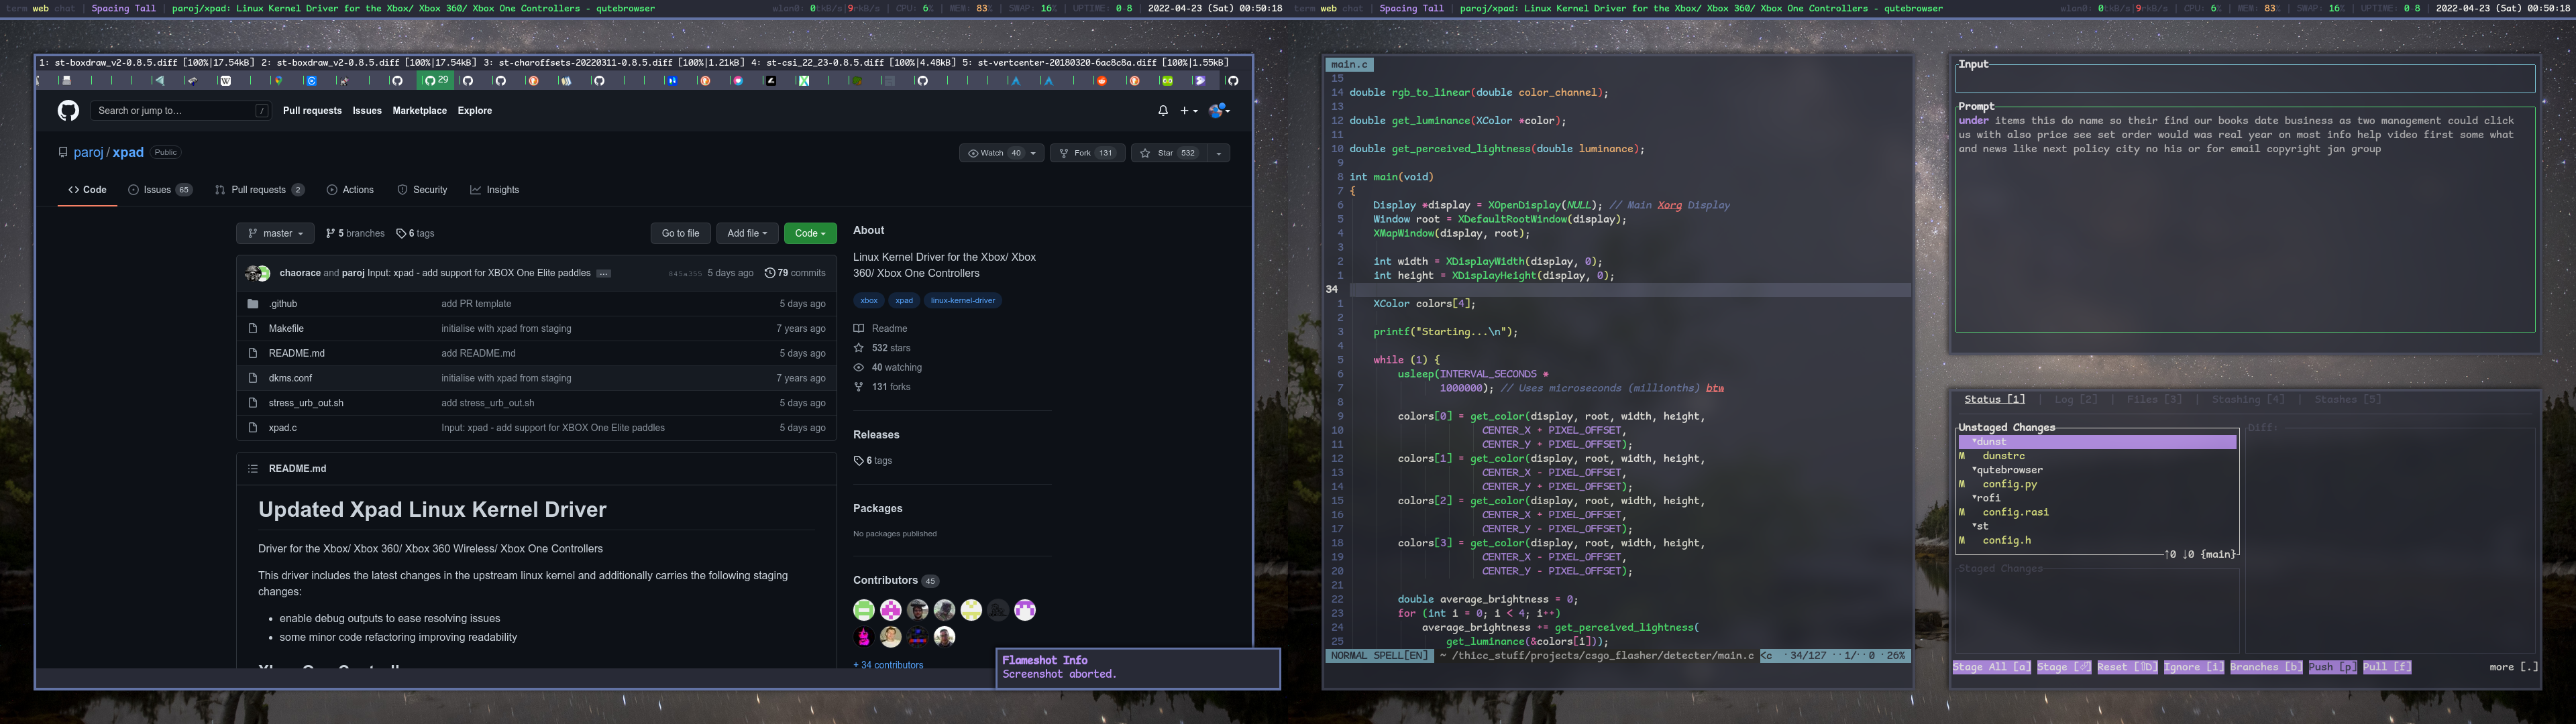 term web chat | Spacing Tall | paroj/xpad: Linux Kernel Driver for the Xbox/ Xbox 360/ Xbox One Controllers - qutebrowser
wlan0: 0tkB/s|9rkB/s | CPU: 6% | MEM: 83% | SWAP: 16% | UPTIME: 0 8 | 2022-04-23 (Sat) 00:50:18
term web chat | Spacing Tall | paroj/xpad: Linux Kernel Driver for the Xbox/ Xbox 360/ Xbox One Controllers - qutebrowser
wlan0: 0tkB/s|9rkB/s | CPU: 6% | MEM: 83% | SWAP: 16% | UPTIME: 0 8 | 2022-04-23 (Sat) 00:50:18
1: st-boxdraw_v2-0.8.5.diff [100%|17.54kB] 2: st-boxdraw_v2-0.8.5.diff [100%|17.54kB] 3: st-charoffsets-20220311-0.8.5.diff [100%|1.21kB] 4: st-csi_22_23-0.8.5.diff [100%|4.48kB] 5: st-vertcenter-20180320-6ac8c8a.diff [100%|1.55kB]
29
Search or jump to… /
Pull requests Issues Marketplace Explore
paroj / xpad Public
Watch 40 Fork 131 Star 532
Code Issues 65 Pull requests 2 Actions Security Insights
master 5 branches 6 tags Go to file Add file Code
chaorace and paroj Input: xpad - add support for XBOX One Elite paddles ... 845a355 5 days ago 79 commits
.github add PR template 5 days ago
Makefile initialise with xpad from staging 7 years ago
README.md add README.md 5 days ago
dkms.conf initialise with xpad from staging 7 years ago
stress_urb_out.sh add stress_urb_out.sh 5 days ago
xpad.c Input: xpad - add support for XBOX One Elite paddles 5 days ago
README.md
Updated Xpad Linux Kernel Driver
Driver for the Xbox/ Xbox 360/ Xbox 360 Wireless/ Xbox One Controllers
This driver includes the latest changes in the upstream linux kernel and additionally carries the following staging
changes:
• enable debug outputs to ease resolving issues
• some minor code refactoring improving readability
About
Linux Kernel Driver for the Xbox/ Xbox
360/ Xbox One Controllers
xbox xpad linux-kernel-driver
Readme
532 stars
40 watching
131 forks
Releases
6 tags
Packages
No packages published
Contributors 45
+ 34 contributors
Flameshot Info
Screenshot aborted.
main.c
15
14 double rgb_to_linear(double color_channel);
13
12 double get_luminance(XColor *color);
11
10 double get_perceived_lightness(double luminance);
9
8 int main(void)
7 {
6 Display *display = XOpenDisplay(NULL); // Main Xorg Display
5 Window root = XDefaultRootWindow(display);
4 XMapWindow(display, root);
3
2 int width = XDisplayWidth(display, 0);
1 int height = XDisplayHeight(display, 0);
34
1 XColor colors[4];
2
3 printf("Starting...\n");
4
5 while (1) {
6 usleep(INTERVAL_SECONDS *
7 1000000); // Uses microseconds (millionths) btw
8
9 colors[0] = get_color(display, root, width, height,
10 CENTER_X + PIXEL_OFFSET,
11 CENTER_Y + PIXEL_OFFSET);
12 colors[1] = get_color(display, root, width, height,
13 CENTER_X - PIXEL_OFFSET,
14 CENTER_Y + PIXEL_OFFSET);
15 colors[2] = get_color(display, root, width, height,
16 CENTER_X + PIXEL_OFFSET,
17 CENTER_Y - PIXEL_OFFSET);
18 colors[3] = get_color(display, root, width, height,
19 CENTER_X - PIXEL_OFFSET,
20 CENTER_Y - PIXEL_OFFSET);
21
22 double average_brightness = 0;
23 for (int i = 0; i < 4; i++)
24 average_brightness += get_perceived_lightness(
25 get_luminance(&colors[i]));
NORMAL SPELL[EN] ~ /thicc_stuff/projects/csgo_flasher/detecter/main.c <c 34/127 1/ 0 26%
Input
Prompt
under items this do name so their find our books date business as two management could click
us with also price see set order would was real year on most info help video first some what
and news like next policy city no his or for email copyright jan group
Status [1] | Log [2] | Files [3] | Stashing [4] | Stashes [5]
Unstaged Changes
Diff:
▾dunst
M dunstrc
▾qutebrowser
M config.py
▾rofi
M config.rasi
▾st
M config.h
↑0 ↓0 {main}
Staged Changes
Stage All [a] Stage [⏎] Reset [⇧D] Ignore [i] Branches [b] Push [p] Pull [f] more [.]